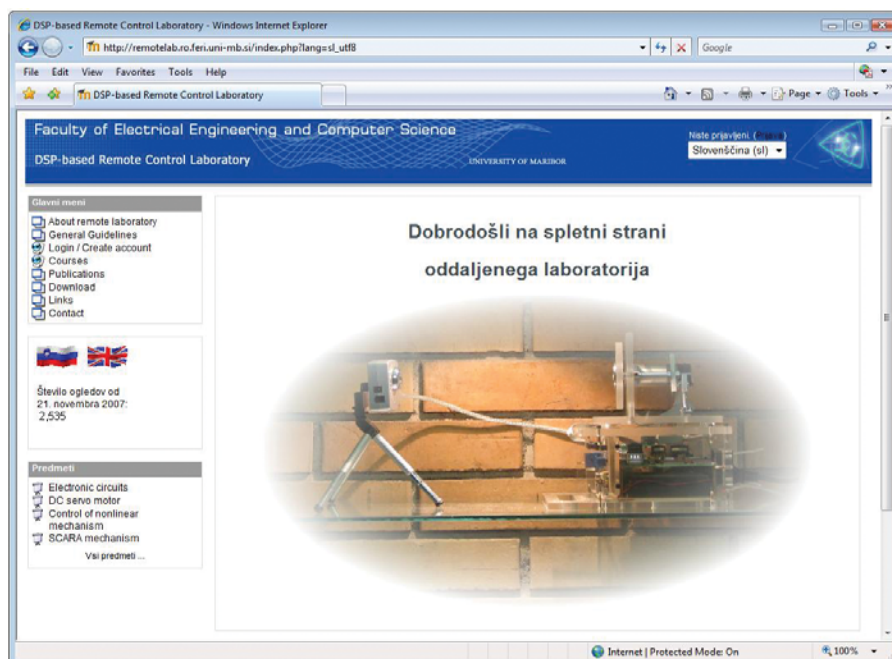 DSP-based Remote Control Laboratory - Windows Internet Explorer
http://remotelab.ro.feri.uni-mb.si/index.php?lang=sl_utf8
Google
File Edit View Favorites Tools Help
DSP-based Remote Control Laboratory
Page Tools
Faculty of Electrical Engineering and Computer Science
DSP-based Remote Control Laboratory
UNIVERSITY OF MARIBOR
Niste prijavljeni. (Prijava)
Slovenščina (sl)
Glavni meni
About remote laboratory
General Guidelines
Login / Create account
Courses
Publications
Download
Links
Contact
Število ogledov od
21. novembra 2007:
2,535
Predmeti
Electronic circuits
DC servo motor
Control of nonlinear
mechanism
SCARA mechanism
Vsi predmeti ...
Dobrodošli na spletni strani
oddaljenega laboratorija
Internet | Protected Mode: On
100%